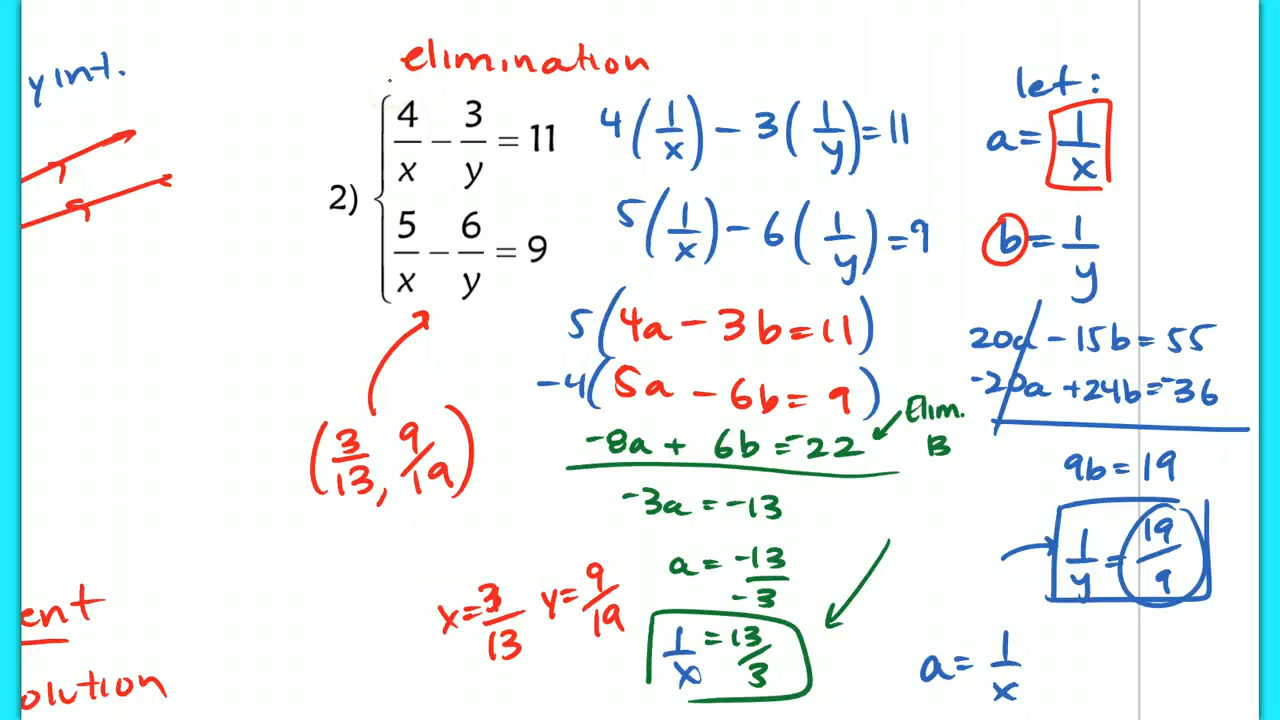 y int.
elimination
2) { 4/x − 3/y = 11
5/x − 6/y = 9
4(1/x) − 3(1/y) = 11
5(1/x) − 6(1/y) = 9
let:
a = 1/x
b = 1/y
5(4a − 3b = 11)
-4(5a − 6b = 9)
-8a + 6b = -22
Elim.
B
-3a = -13
a = -13/-3
1/x = 13/3
20a − 15b = 55
-20a + 24b = -36
9b = 19
1/y = 19/9
a = 1/x
(3/13, 9/19)
x = 3/13 y = 9/19
ent
olution